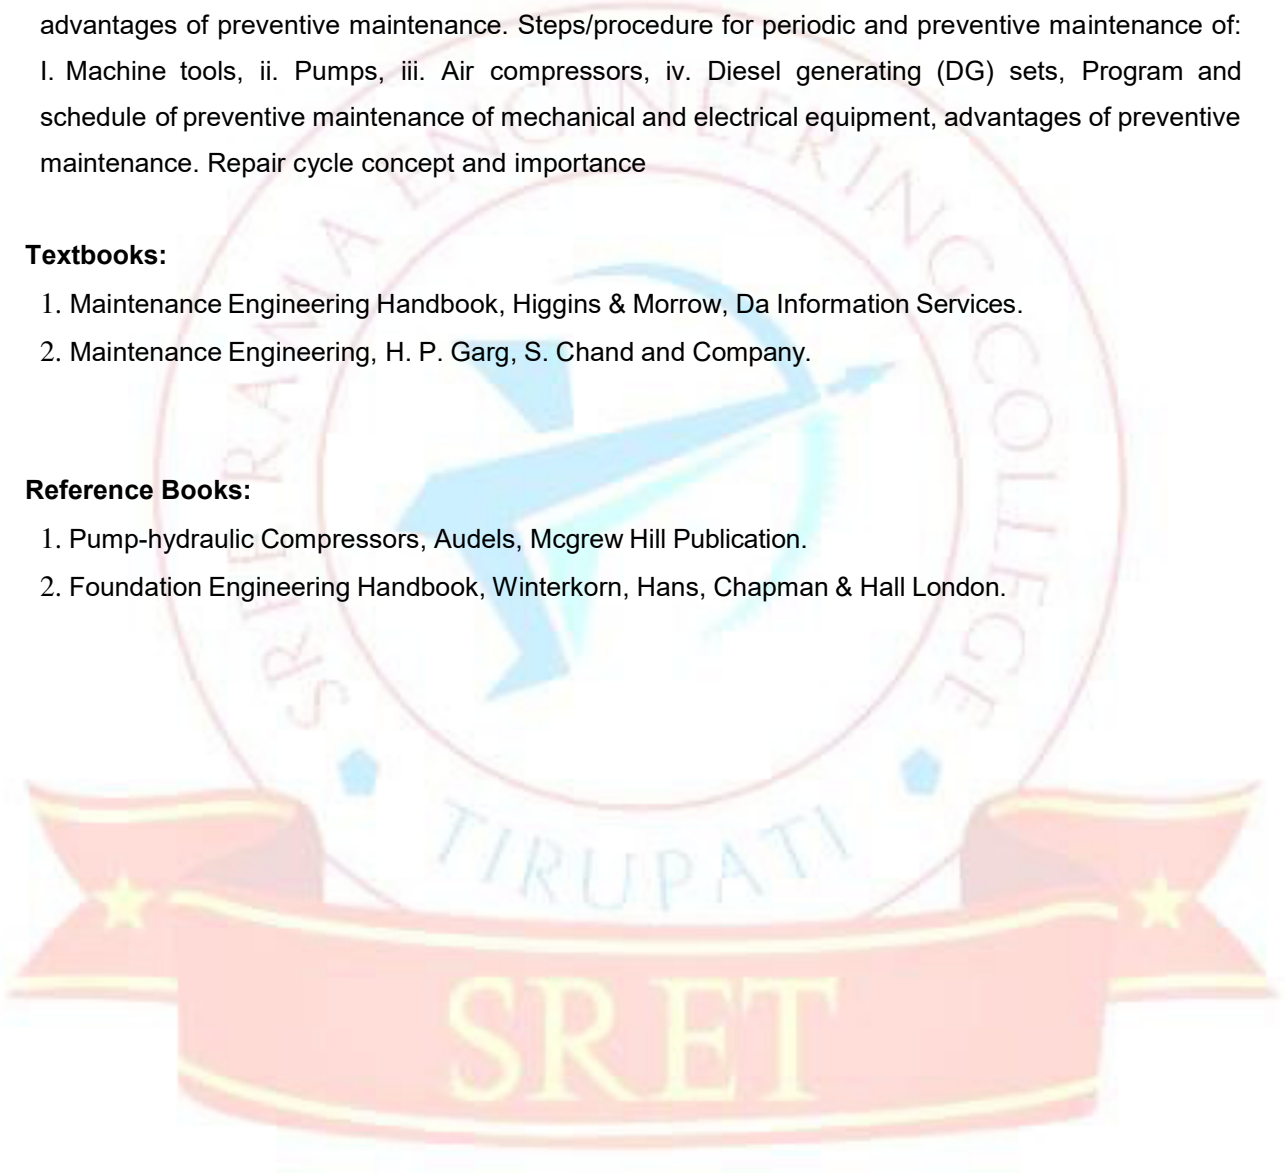 advantages of preventive maintenance. Steps/procedure for periodic and preventive maintenance of:
I. Machine tools, ii. Pumps, iii. Air compressors, iv. Diesel generating (DG) sets, Program and
schedule of preventive maintenance of mechanical and electrical equipment, advantages of preventive
maintenance. Repair cycle concept and importance
Textbooks:
1. Maintenance Engineering Handbook, Higgins & Morrow, Da Information Services.
2. Maintenance Engineering, H. P. Garg, S. Chand and Company.
Reference Books:
1. Pump-hydraulic Compressors, Audels, Mcgrew Hill Publication.
2. Foundation Engineering Handbook, Winterkorn, Hans, Chapman & Hall London.
SREE RAMA ENGINEERING COLLEGE
TIRUPATI
SRET